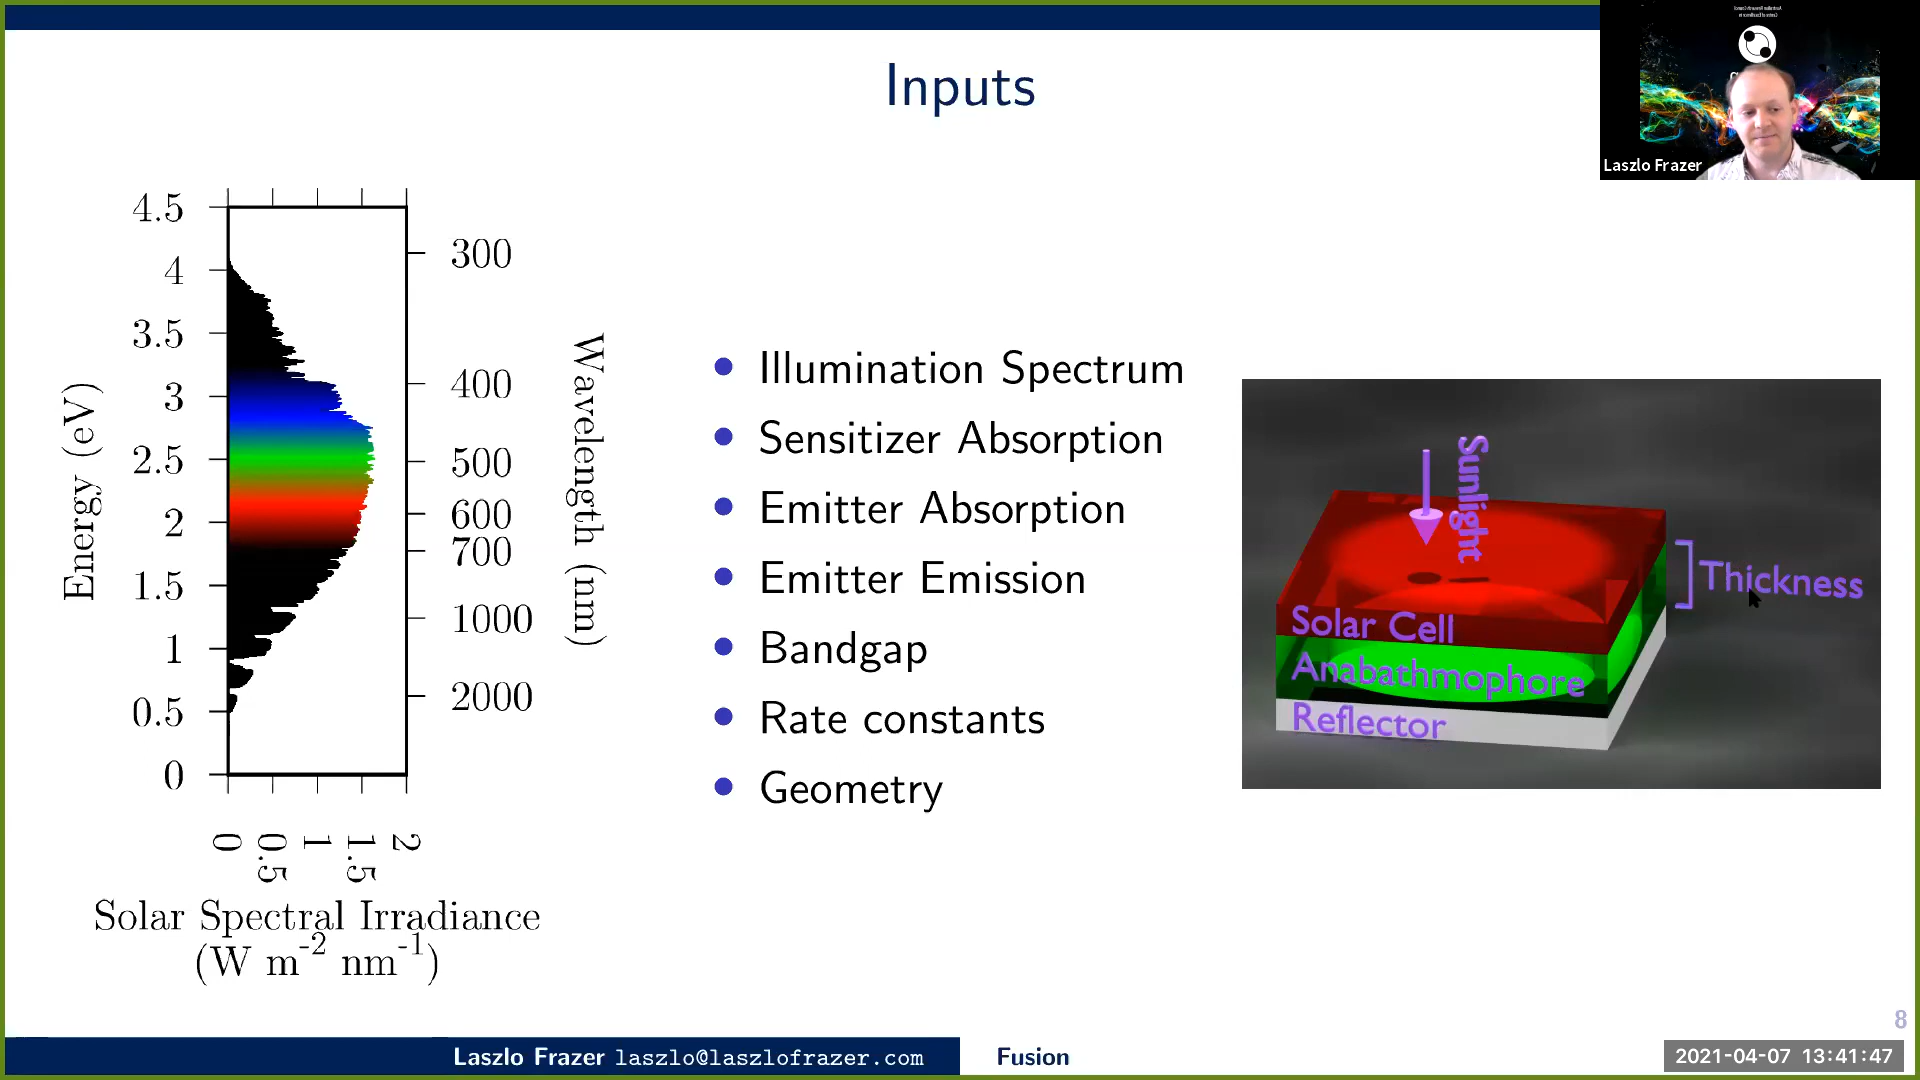 Inputs
Laszlo Frazer
4.5
4
3.5
3
2.5
2
1.5
1
0.5
0
Energy (eV)
300
400
500
600
700
1000
2000
Wavelength (nm)
0
0.5
1
1.5
2
Solar Spectral Irradiance
(W m-2 nm-1)
Illumination Spectrum
Sensitizer Absorption
Emitter Absorption
Emitter Emission
Bandgap
Rate constants
Geometry
Sunlight
Thickness
Solar Cell
Anabathmophore
Reflector
8
Laszlo Frazer laszlo@laszlofrazer.com
Fusion
2021-04-07 13:41:47